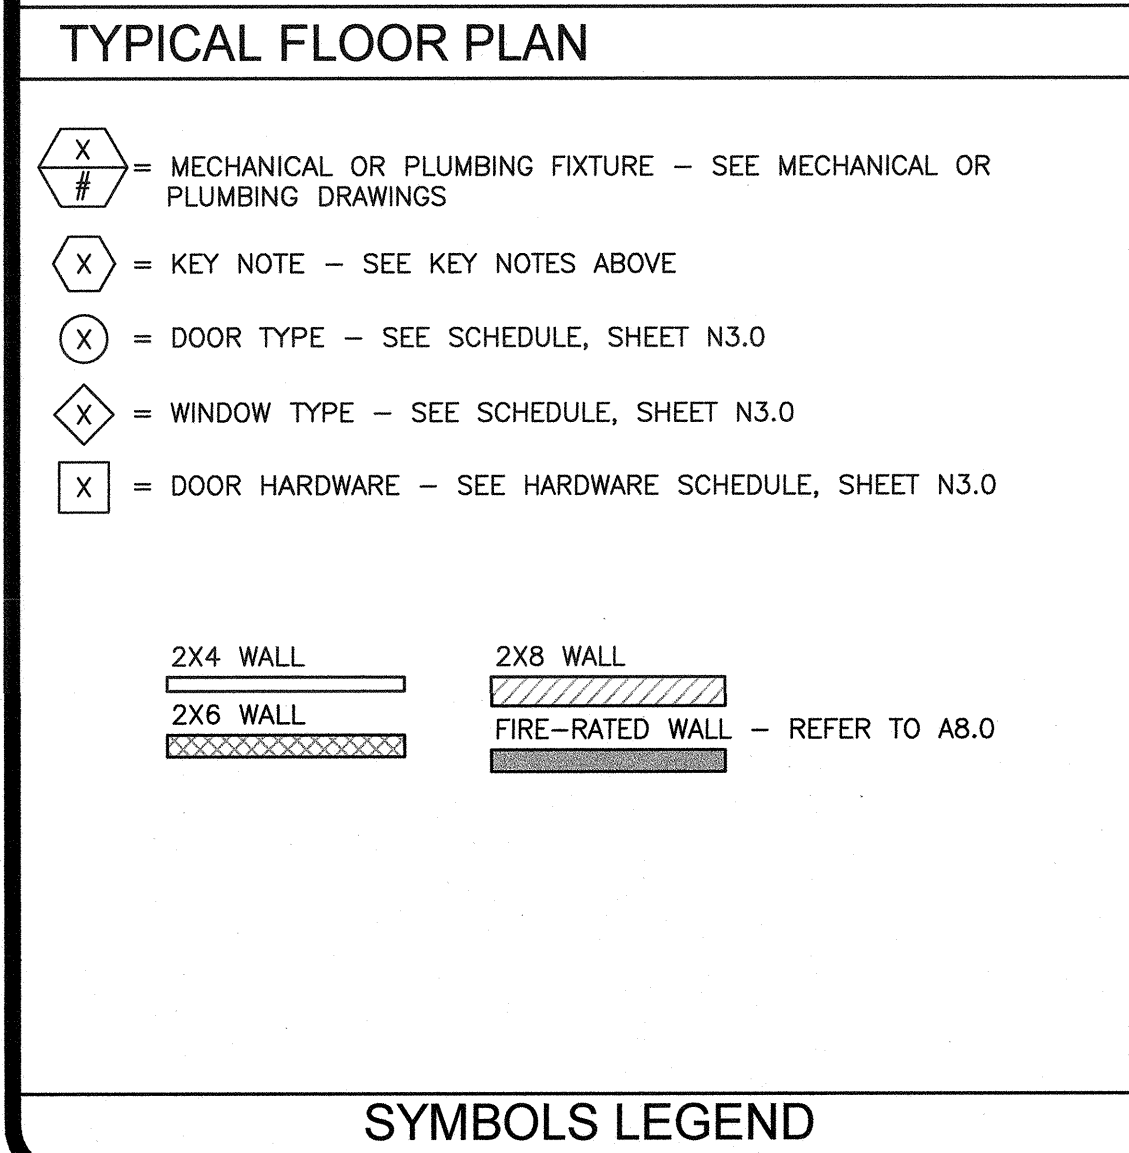 TYPICAL FLOOR PLAN
X
#
= MECHANICAL OR PLUMBING FIXTURE – SEE MECHANICAL OR
PLUMBING DRAWINGS
X = KEY NOTE – SEE KEY NOTES ABOVE
X = DOOR TYPE – SEE SCHEDULE, SHEET N3.0
X = WINDOW TYPE – SEE SCHEDULE, SHEET N3.0
X = DOOR HARDWARE – SEE HARDWARE SCHEDULE, SHEET N3.0
2X4 WALL
2X6 WALL
2X8 WALL
FIRE–RATED WALL – REFER TO A8.0
SYMBOLS LEGEND